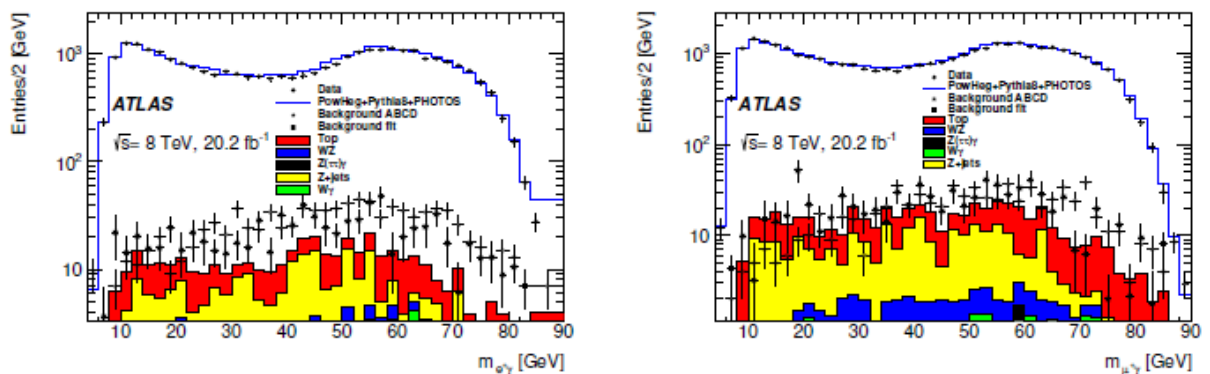 Entries/2 [GeV]
10³
10²
10
Data
PowHeg+Pythia8+PHOTOS
Background ABCD
Background fit
ATLAS
√s= 8 TeV, 20.2 fb⁻¹
Top
WZ
Z(ττ)γ
Z+jets
Wγ
10 20 30 40 50 60 70 80 90
Entries/2 [GeV]
10³
10²
10
Data
PowHeg+Pythia8+PHOTOS
Background ABCD
Background fit
ATLAS
√s= 8 TeV, 20.2 fb⁻¹
Top
WZ
Z(ττ)γ
Wγ
Z+jets
10 20 30 40 50 60 70 80 90
[GeV]
[GeV]